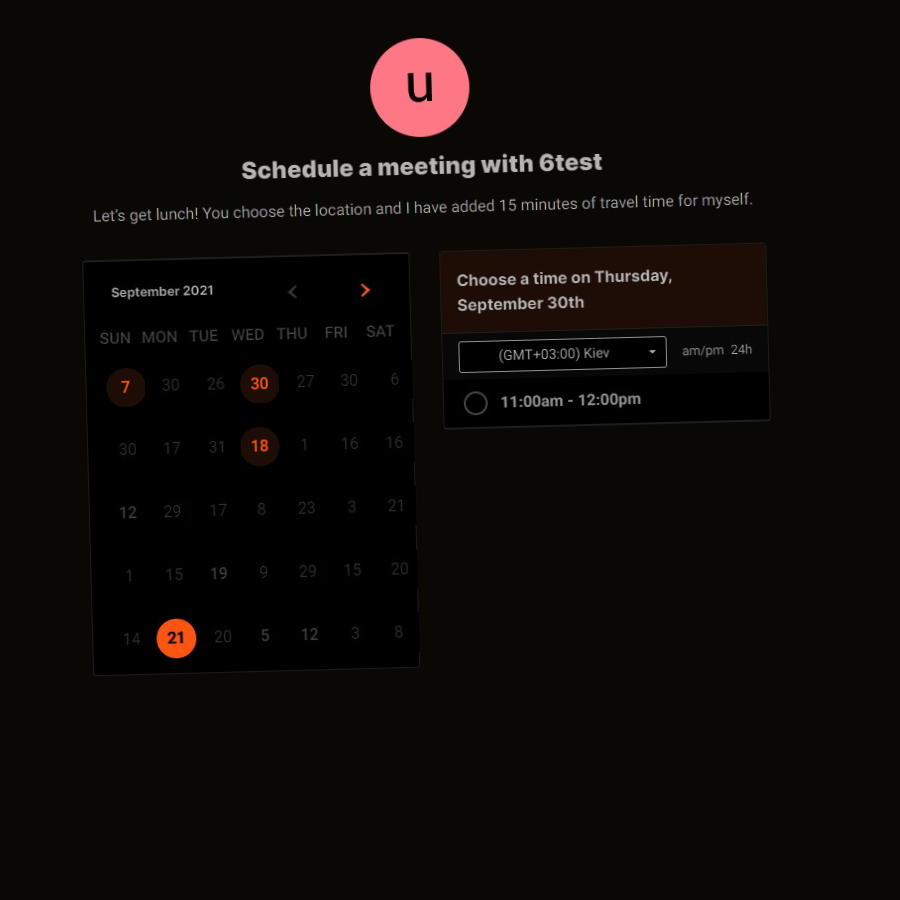 u
Schedule a meeting with 6test
Let's get lunch! You choose the location and I have added 15 minutes of travel time for myself.
September 2021
SUN MON TUE WED THU FRI SAT
7 30 26 30 27 30 6
30 17 31 18 1 16 16
12 29 17 8 23 3 21
1 15 19 9 29 15 20
14 21 20 5 12 3 8
Choose a time on Thursday,
September 30th
(GMT+03:00) Kiev am/pm 24h
11:00am - 12:00pm